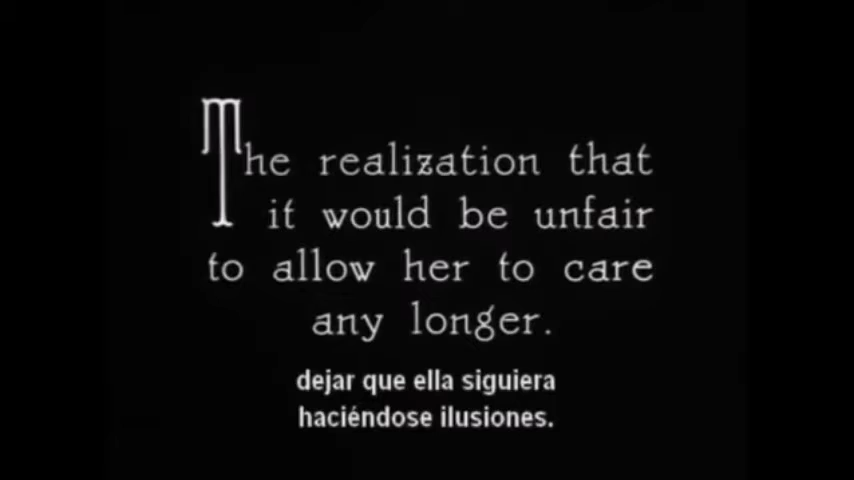 The realization that
it would be unfair
to allow her to care
any longer.
dejar que ella siguiera
haciéndose ilusiones.